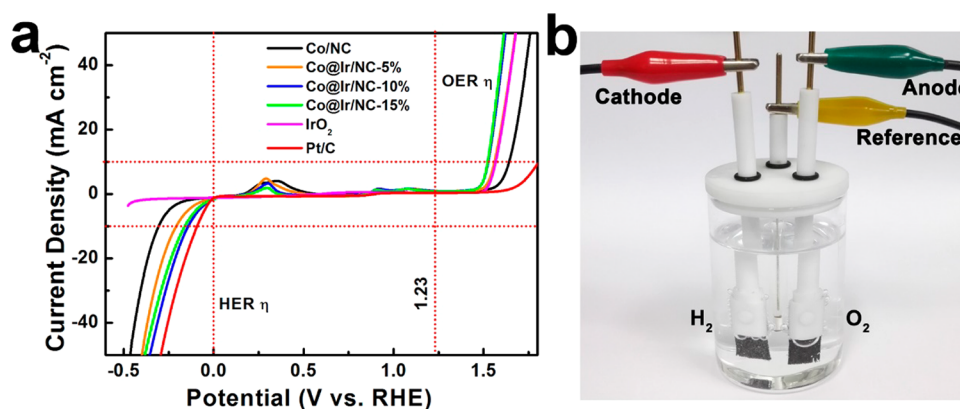 a
Current Density (mA cm⁻²)
40
20
0
-20
-40
Co/NC
Co@Ir/NC-5%
Co@Ir/NC-10%
Co@Ir/NC-15%
IrO₂
Pt/C
OER η
HER η
1.23
-0.5 0.0 0.5 1.0 1.5
Potential (V vs. RHE)
b
Cathode
Anode
Reference
H₂
O₂